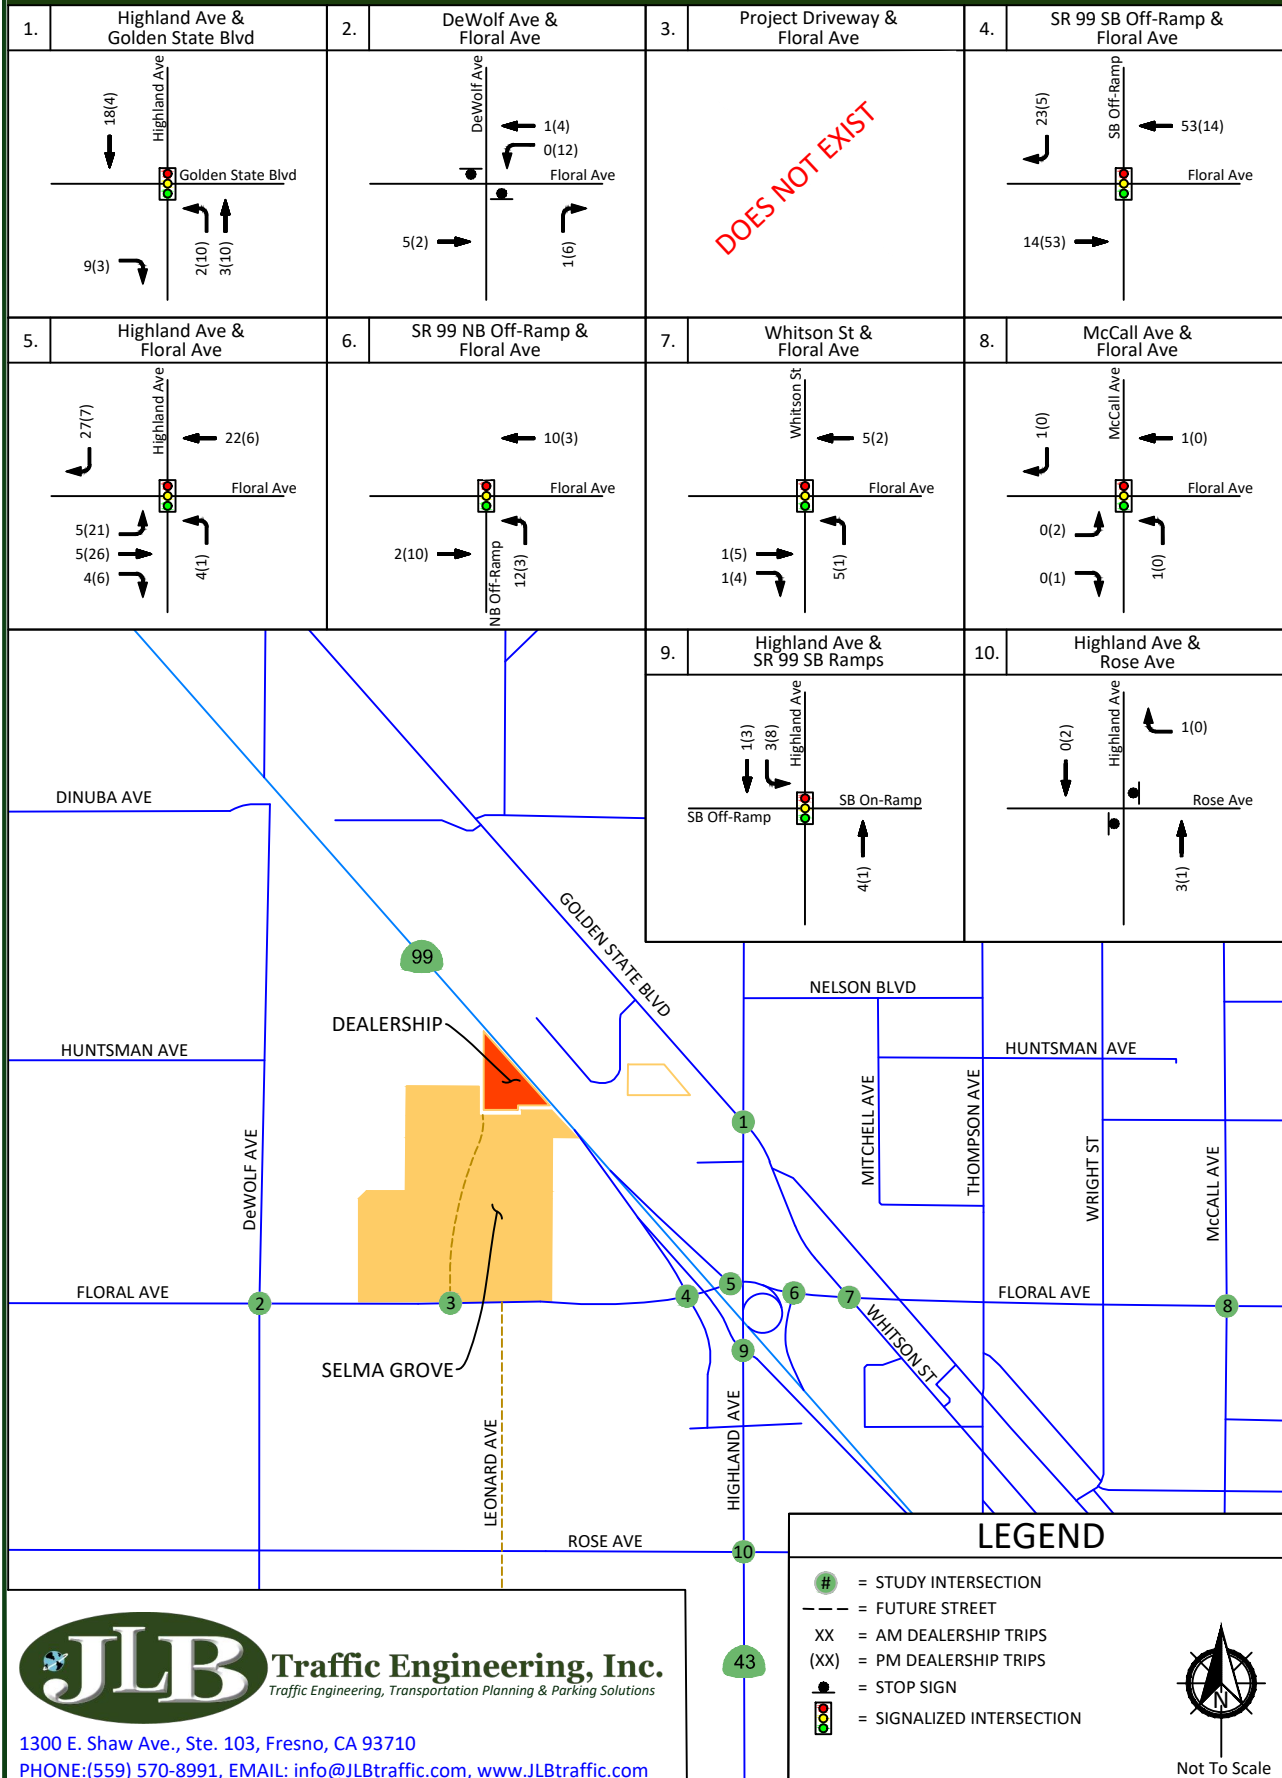 1.
Highland Ave &
Golden State Blvd
18(4)
Highland Ave
Golden State Blvd
9(3)
2(10)
3(10)
2.
DeWolf Ave &
Floral Ave
DeWolf Ave
1(4)
0(12)
Floral Ave
5(2)
1(6)
3.
Project Driveway &
Floral Ave
DOES NOT EXIST
4.
SR 99 SB Off-Ramp &
Floral Ave
23(5)
SB Off-Ramp
53(14)
Floral Ave
14(53)
5.
Highland Ave &
Floral Ave
27(7)
Highland Ave
22(6)
Floral Ave
5(21)
5(26)
4(6)
4(1)
6.
SR 99 NB Off-Ramp &
Floral Ave
10(3)
Floral Ave
2(10)
NB Off-Ramp
12(3)
7.
Whitson St &
Floral Ave
Whitson St
5(2)
Floral Ave
1(5)
1(4)
5(1)
8.
McCall Ave &
Floral Ave
1(0)
McCall Ave
1(0)
Floral Ave
0(2)
0(1)
1(0)
9.
Highland Ave &
SR 99 SB Ramps
1(3)
3(8)
Highland Ave
SB On-Ramp
SB Off-Ramp
4(1)
10.
Highland Ave &
Rose Ave
0(2)
Highland Ave
1(0)
Rose Ave
3(1)
DINUBA AVE
GOLDEN STATE BLVD
99
NELSON BLVD
DEALERSHIP
HUNTSMAN AVE
HUNTSMAN AVE
MITCHELL AVE
THOMPSON AVE
WRIGHT ST
McCALL AVE
DeWOLF AVE
1
FLORAL AVE
2
3
4
5
6
7
FLORAL AVE
8
WHITSON ST
9
SELMA GROVE
LEONARD AVE
HIGHLAND AVE
ROSE AVE
10
43
LEGEND
# = STUDY INTERSECTION
= FUTURE STREET
XX = AM DEALERSHIP TRIPS
(XX) = PM DEALERSHIP TRIPS
= STOP SIGN
= SIGNALIZED INTERSECTION
N
Not To Scale
JLB Traffic Engineering, Inc.
Traffic Engineering, Transportation Planning & Parking Solutions
1300 E. Shaw Ave., Ste. 103, Fresno, CA 93710
PHONE:(559) 570-8991, EMAIL: info@JLBtraffic.com, www.JLBtraffic.com